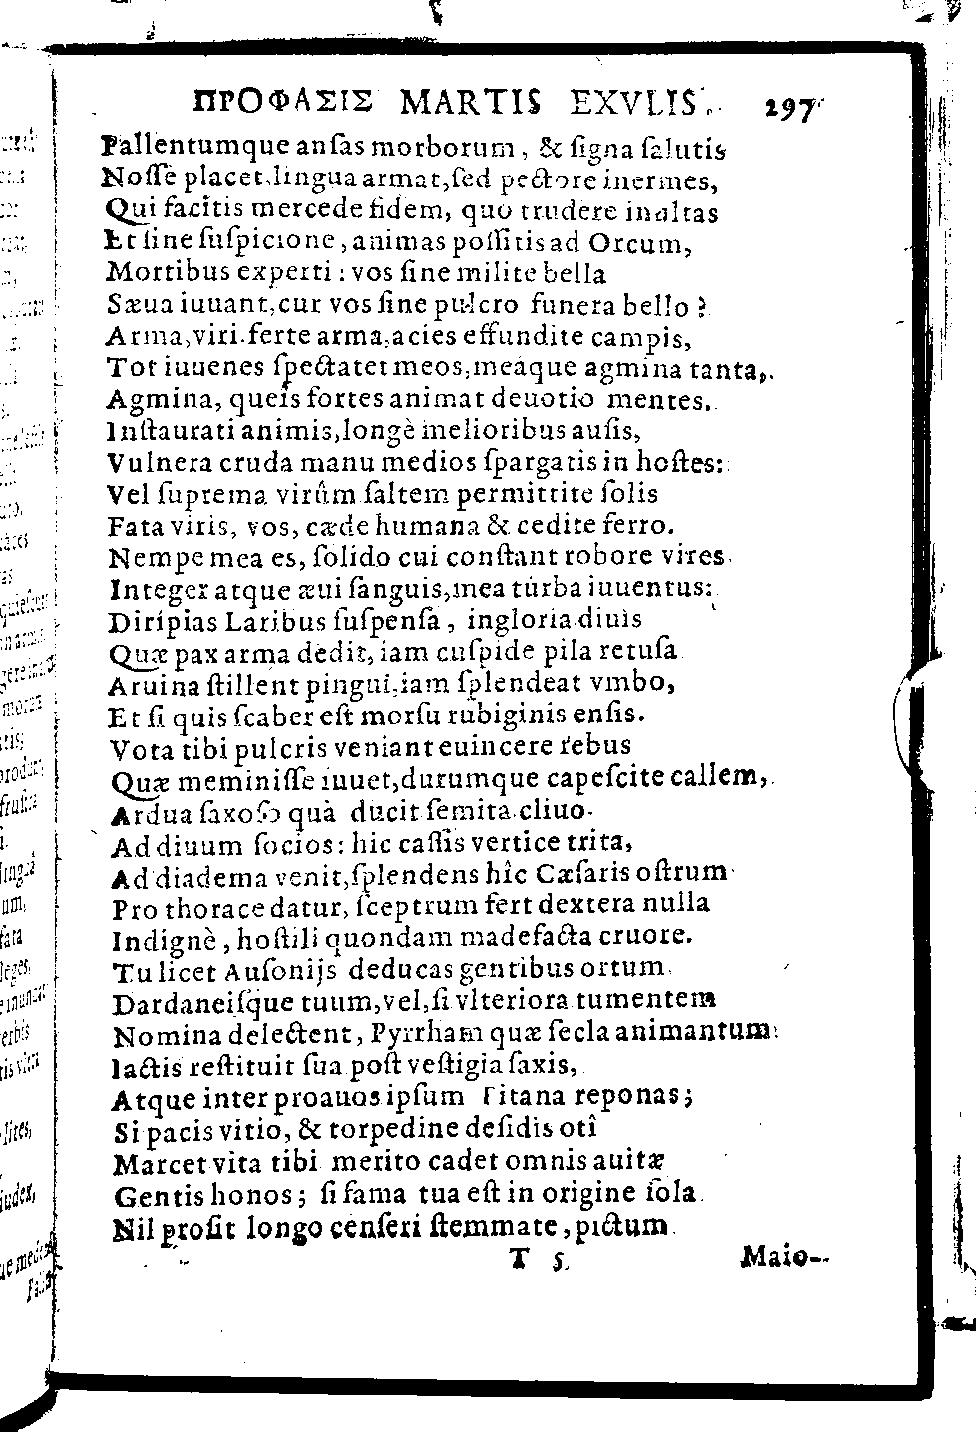 ΠΡΟΦΑΣΙΣ MARTIS EXVLIS. 297
Pallentumque anſas morborum, & ſigna ſalutis
Noſſe placet, lingua armat, ſed pectore inermes,
Qui facitis mercede fidem, quo trudere inultas
Et ſine ſuſpicione, animas poſſitis ad Orcum,
Mortibus experti: vos ſine milite bella
Sæua iuuant, cur vos ſine pulcro funera bello?
Arma, viri. ferte arma, acies effundite campis,
Tot iuuenes ſpectatet meos, meàque agmina tanta,
Agmina, queis fortes animat deuotio mentes.
Inſtaurati animis, longè melioribus auſis,
Vulnera cruda manu medios ſpargatis in hoſtes:
Vel ſuprema virûm ſaltem permittite ſolis
Fata viris, vos, cæde humana & cedite ferro.
Nempe mea es, ſolido cui conſtant robore vires
Integer atque æui ſanguis, mea turba iuuentus:
Diripias Laribus ſuſpenſa, ingloria diuis
Quæ pax arma dedit, iam cuſpide pila retuſa
Aruina ſtillent pingui, iam ſplendeat vmbo,
Et ſi quis ſcaber eſt morſu rubiginis enſis.
Vota tibi pulcris veniant euincere rebus
Quæ meminiſſe iuuet, durumque capeſcite callem,
Ardua ſaxoſo quà ducit ſemita cliuo.
Ad diuum ſocios: hic caſſis vertice trita,
Ad diadema venit, ſplendens hîc Cæſaris oſtrum
Pro thorace datur, ſceptrum fert dextera nulla
Indignè, hoſtili quondam madefacta cruore.
Tu licet Auſonijs deducas gentibus ortum
Dardaneiſque tuum, vel, ſi vlteriora tumentem
Nomina delectent, Pyrrham quæ ſecla animantum
Iactis reſtituit ſua poſt veſtigia ſaxis,
Atque inter proauos ipſum Titana reponas;
Si pacis vitio, & torpedine deſidis otî
Marcet vita tibi merito cadet omnis auitæ
Gentis honos; ſi fama tua eſt in origine ſola
Nil proſit longo cenſeri ſtemmate, pictum
T 5 Maio-